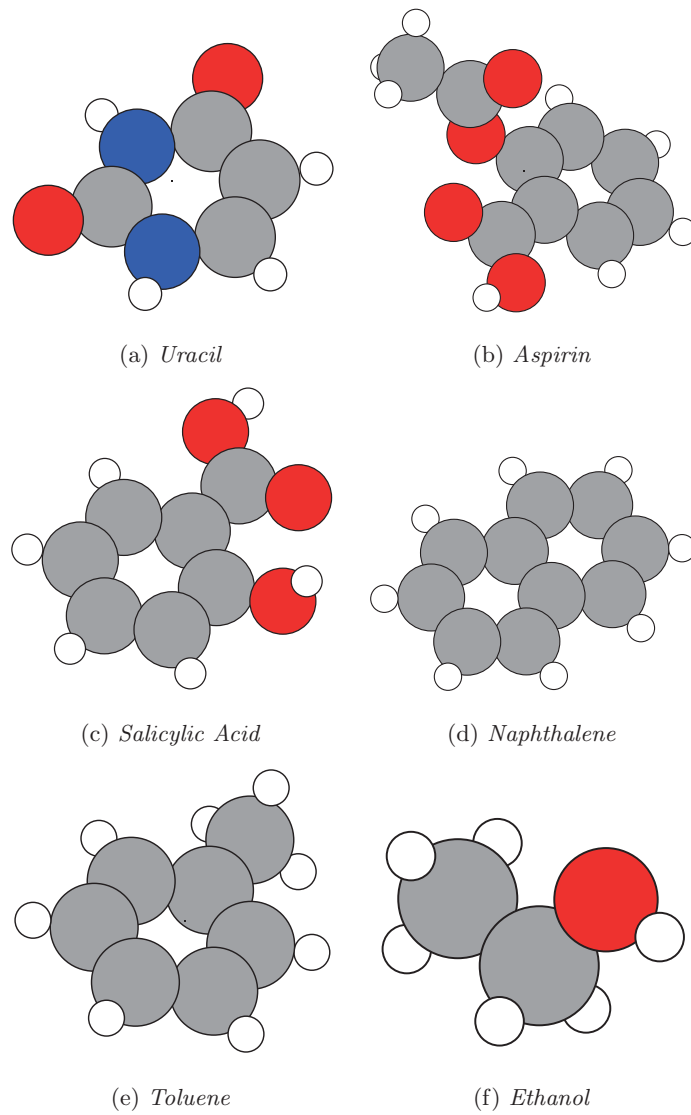 (a) Uracil
(b) Aspirin
(c) Salicylic Acid
(d) Naphthalene
(e) Toluene
(f) Ethanol